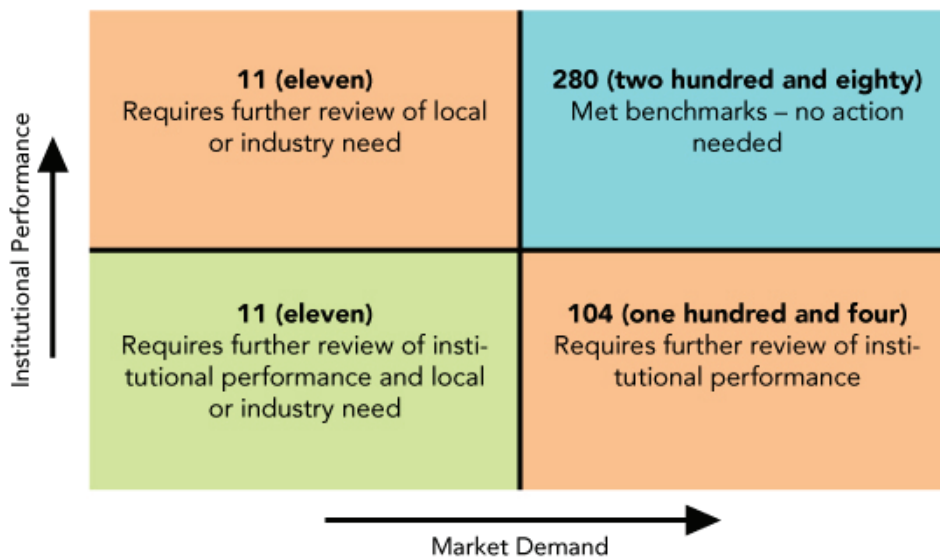 Institutional Performance
11 (eleven)
Requires further review of local
or industry need
280 (two hundred and eighty)
Met benchmarks – no action
needed
11 (eleven)
Requires further review of insti-
tutional performance and local
or industry need
104 (one hundred and four)
Requires further review of insti-
tutional performance
Market Demand